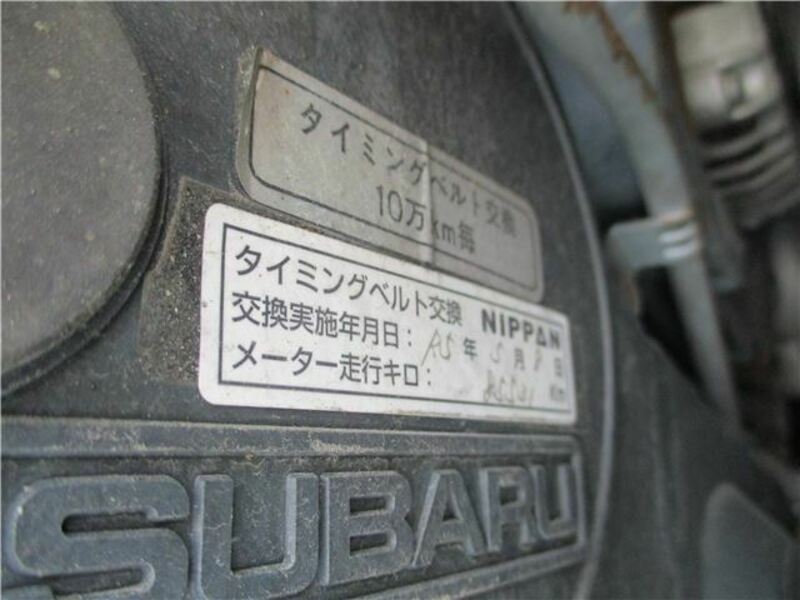 タイミングベルト交換
10万km毎
タイミングベルト交換 NIPPAN
交換実施年月日: 年 5月 日
メーター走行キロ: Km
SUBARU